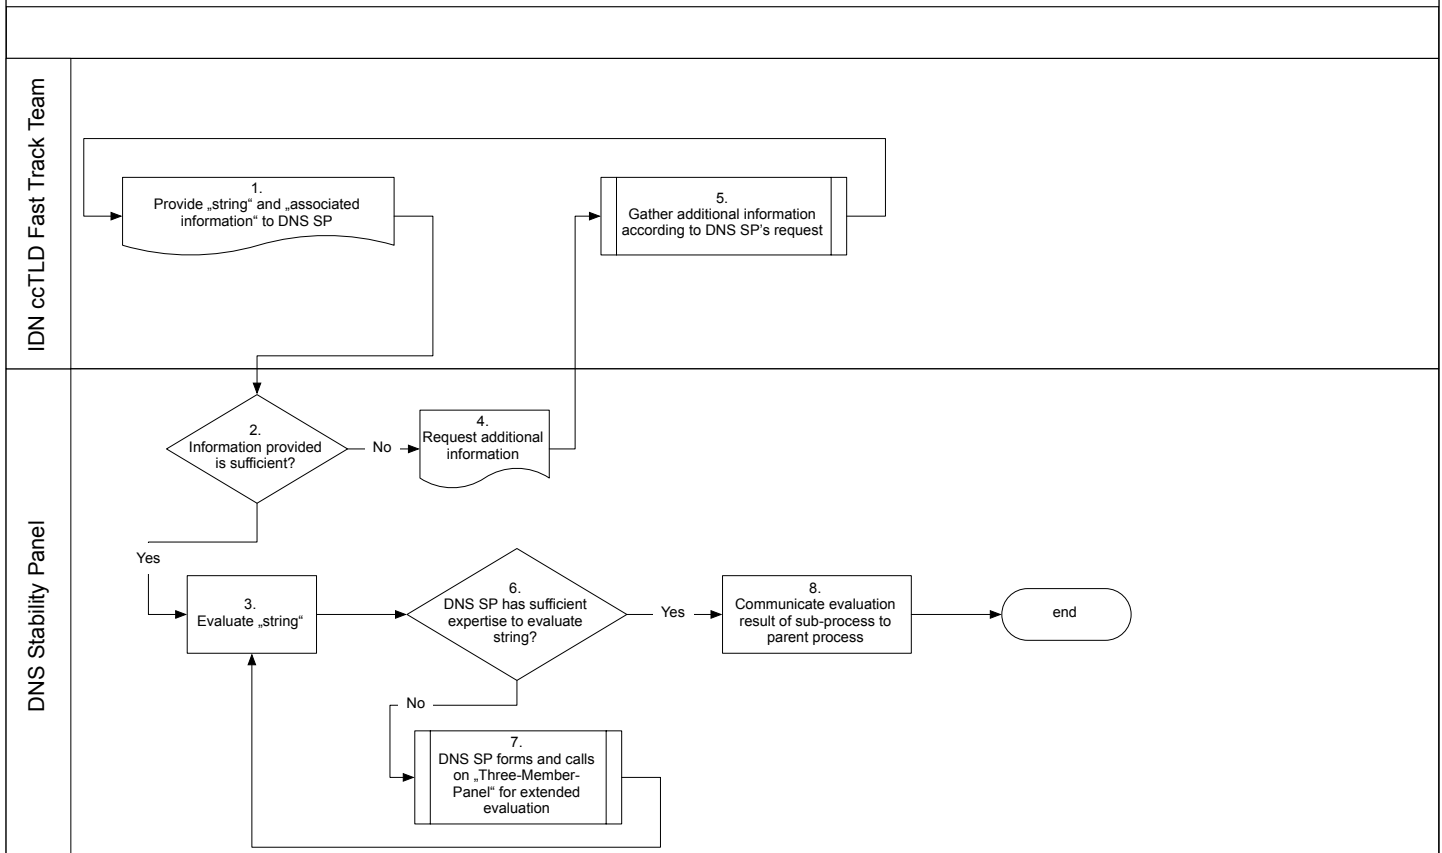 IDN ccTLD Fast Track Team
1.
Provide „string“ and „associated
information“ to DNS SP
5.
Gather additional information
according to DNS SP’s request
DNS Stability Panel
2.
Information provided
is sufficient?
No
4.
Request additional
information
Yes
3.
Evaluate „string“
6.
DNS SP has sufficient
expertise to evaluate
string?
Yes
8.
Communicate evaluation
result of sub-process to
parent process
end
No
7.
DNS SP forms and calls
on „Three-Member-
Panel“ for extended
evaluation